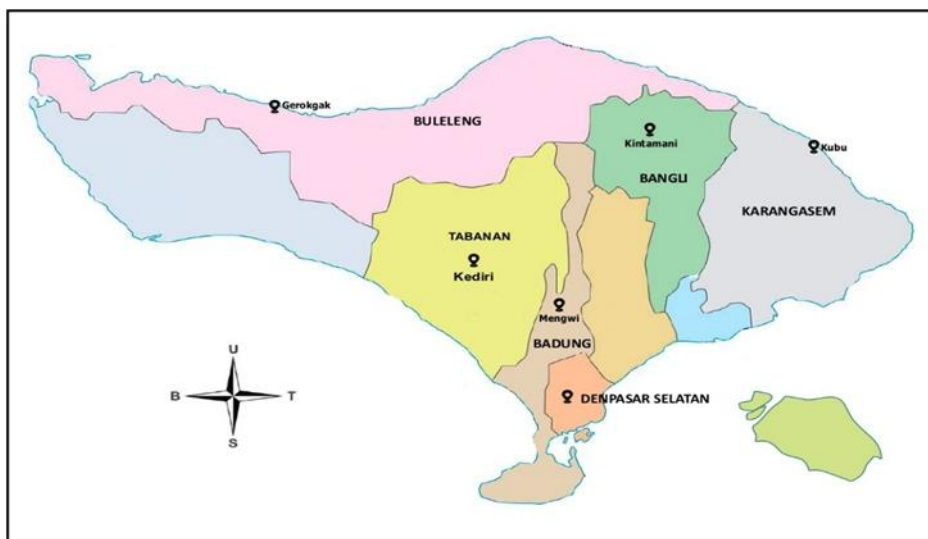 Gerokgak
BULELENG
Kintamani
Kubu
BANGLI
KARANGASEM
TABANAN
Kediri
Mengwi
BADUNG
U
B T
S
DENPASAR SELATAN